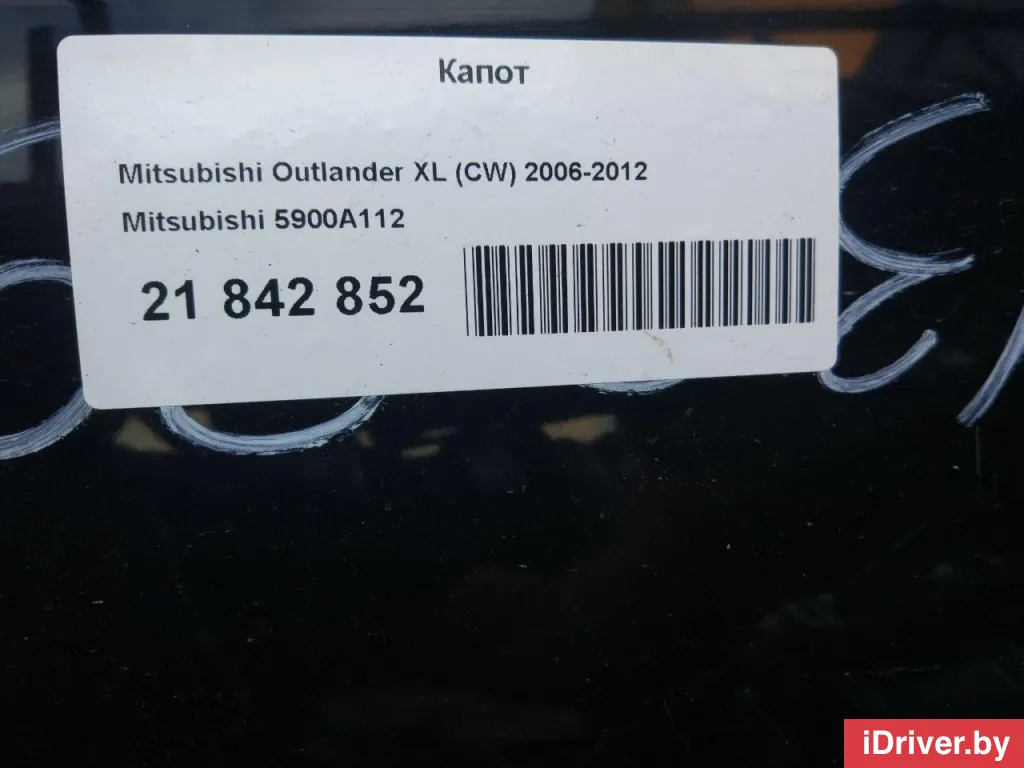 Капот
Mitsubishi Outlander XL (CW) 2006-2012
Mitsubishi 5900A112
21 842 852
iDriver.by